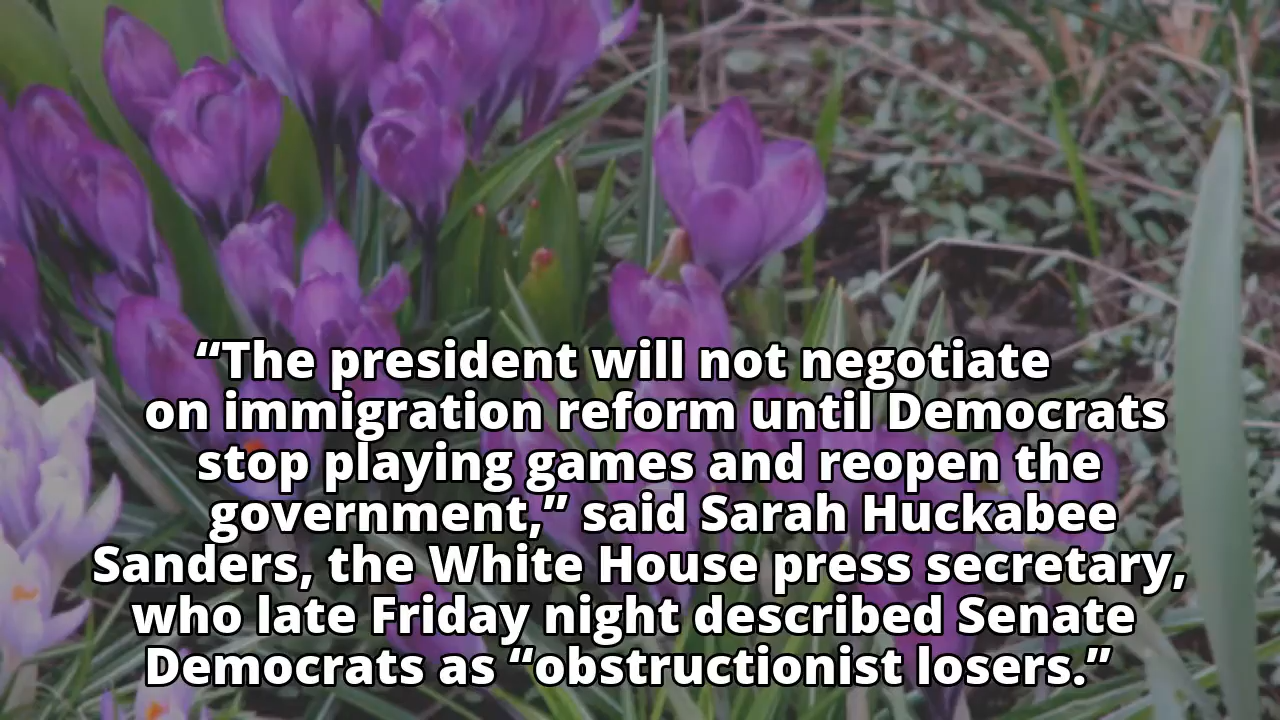 “The president will not negotiate
on immigration reform until Democrats
stop playing games and reopen the
government,” said Sarah Huckabee
Sanders, the White House press secretary,
who late Friday night described Senate
Democrats as “obstructionist losers.”